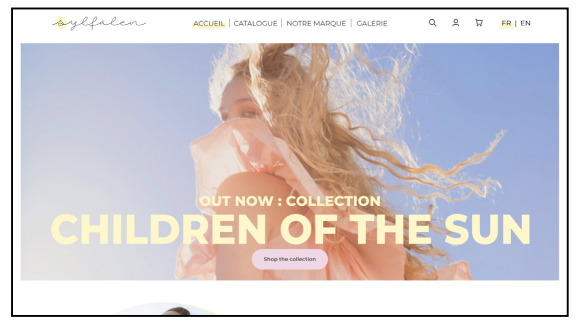 sylfalen
ACCUEIL | CATALOGUE | NOTRE MARQUE | GALERIE
FR | EN
OUT NOW : COLLECTION
CHILDREN OF THE SUN
Shop the collection